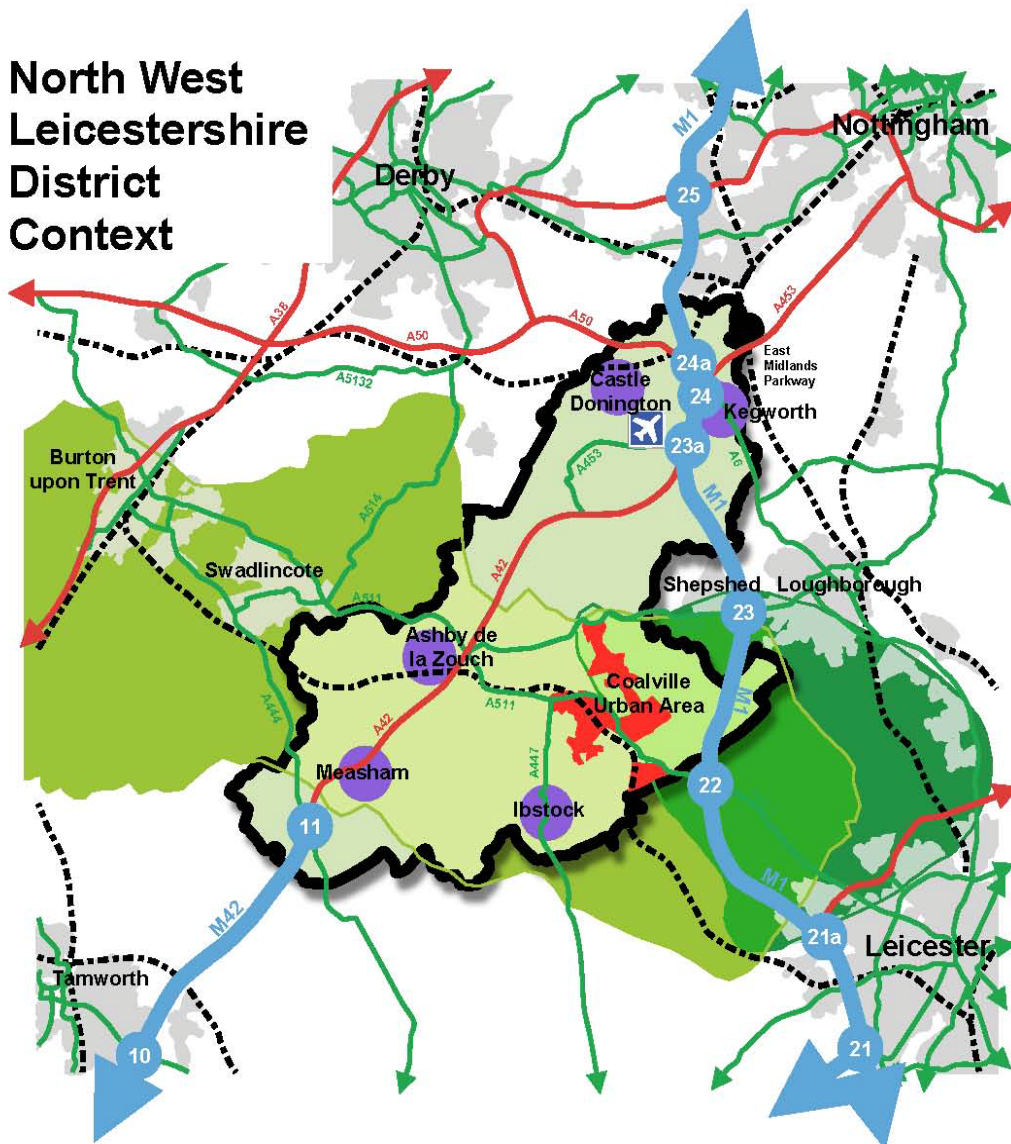 North West
Leicestershire
District
Context
M1
Nottingham
Derby
25
A38
A453
A50
A50
24a
East
Midlands
Parkway
A5132
Castle
Donington
24
Kegworth
23a
A453
A6
Burton
upon Trent
A514
M1
A42
Swadlincote
Shepshed
Loughborough
23
A511
Ashby de
la Zouch
Coalville
Urban Area
A444
A511
M1
A42
A447
Measham
22
Ibstock
11
M1
M42
21a
Leicester
Tamworth
10
21